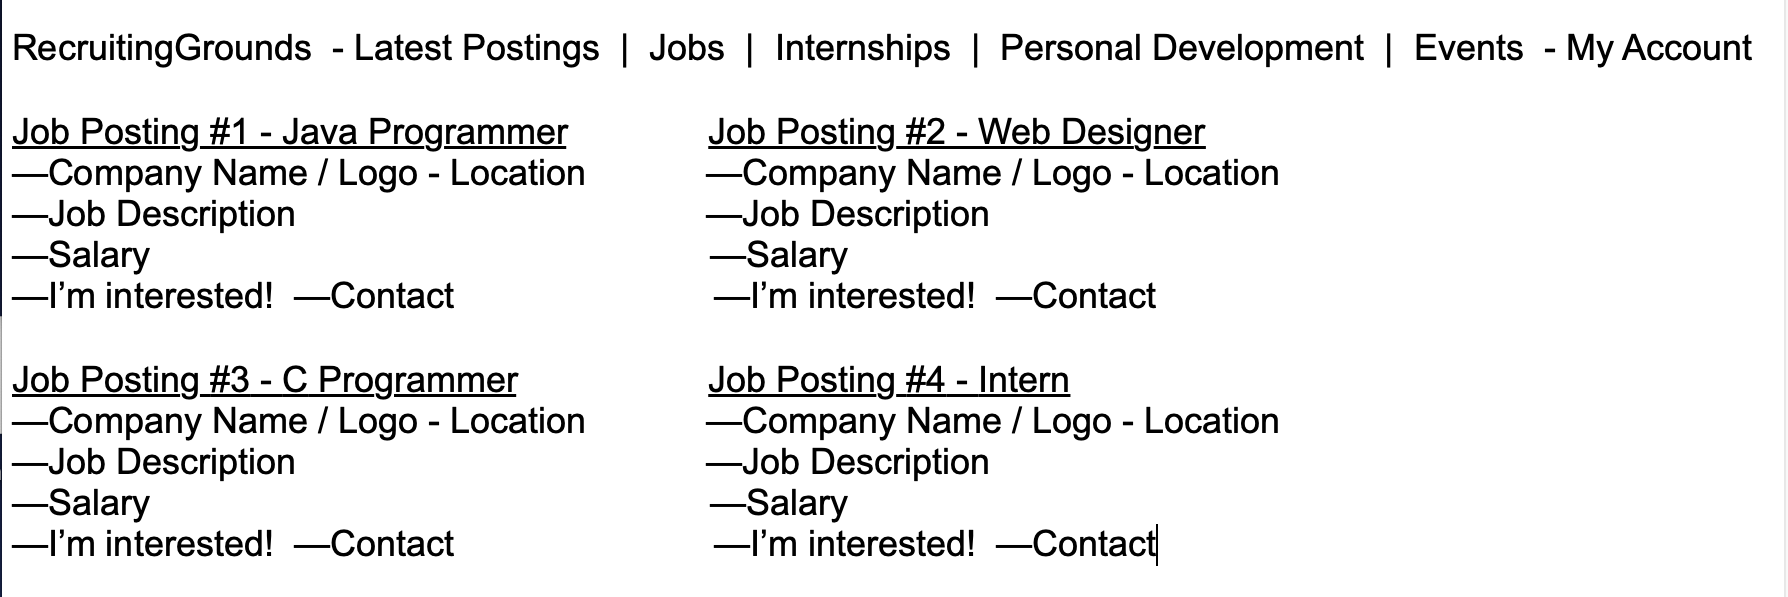 RecruitingGrounds  - Latest Postings  |  Jobs  |  Internships  |  Personal Development  |  Events  - My Account
Job Posting #1 - Java Programmer
—Company Name / Logo - Location
—Job Description
—Salary
—I’m interested!  —Contact
Job Posting #2 - Web Designer
—Company Name / Logo - Location
—Job Description
—Salary
—I’m interested!  —Contact
Job Posting #3 - C Programmer
—Company Name / Logo - Location
—Job Description
—Salary
—I’m interested!  —Contact
Job Posting #4 - Intern
—Company Name / Logo - Location
—Job Description
—Salary
—I’m interested!  —Contact